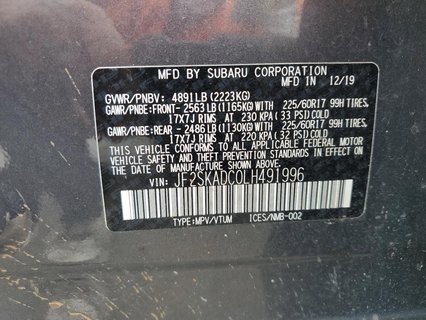 MFD BY SUBARU CORPORATION
MFD IN 12/19
GVWR/PNBV: 4891LB (2223KG)
GAWR/PNBE:FRONT- 2563LB (1165KG)WITH 225/60R17 99H TIRES,
17X7J RIMS AT 230 KPA(33 PSI)COLD
GAWR/PNBE:REAR - 2486LB (1130KG)WITH 225/60R17 99H TIRES,
17X7J RIMS AT 220 KPA(32 PSI)COLD
THIS VEHICLE CONFORMS TO ALL APPLICABLE FEDERAL MOTOR
VEHICLE SAFETY AND BUMPER STANDARDS IN EFFECT ON
THE DATE OF MANUFACTURE SHOWN ABOVE.
VIN: JF2SKADC0LH491996
TYPE:MPV/VTUM ICES/NMB-002